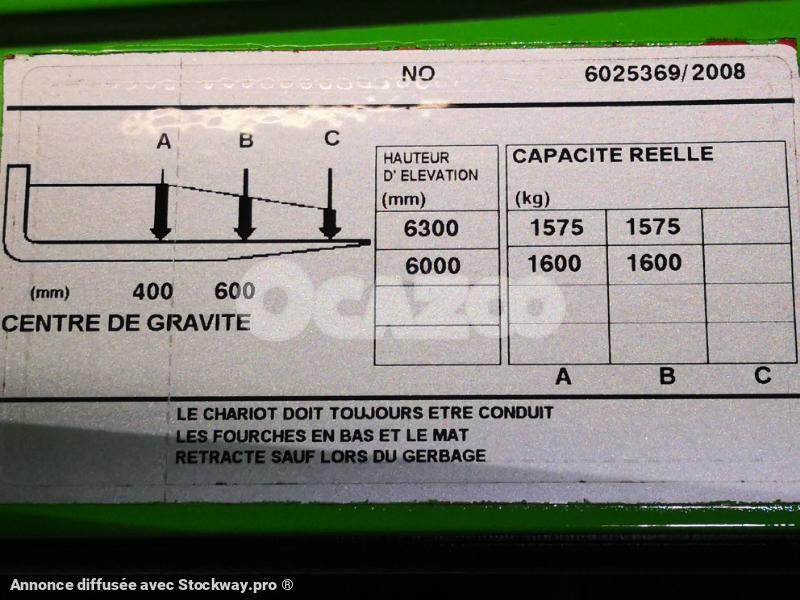 NO 6025369/2008
A B C
HAUTEUR
D' ELEVATION
(mm)
CAPACITE REELLE
(kg)
6300 1575 1575
6000 1600 1600
(mm) 400 600
CENTRE DE GRAVITE
A B C
LE CHARIOT DOIT TOUJOURS ETRE CONDUIT
LES FOURCHES EN BAS ET LE MAT
RETRACTE SAUF LORS DU GERBAGE
OCAZOO
Annonce diffusée avec Stockway.pro ®